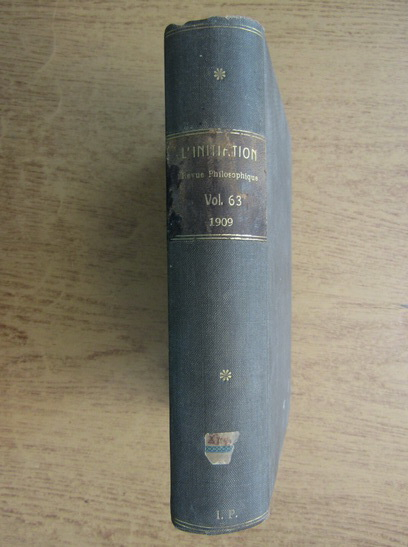 L'INITIATION
Revue Philosophique
Vol. 63
1909
I. P.